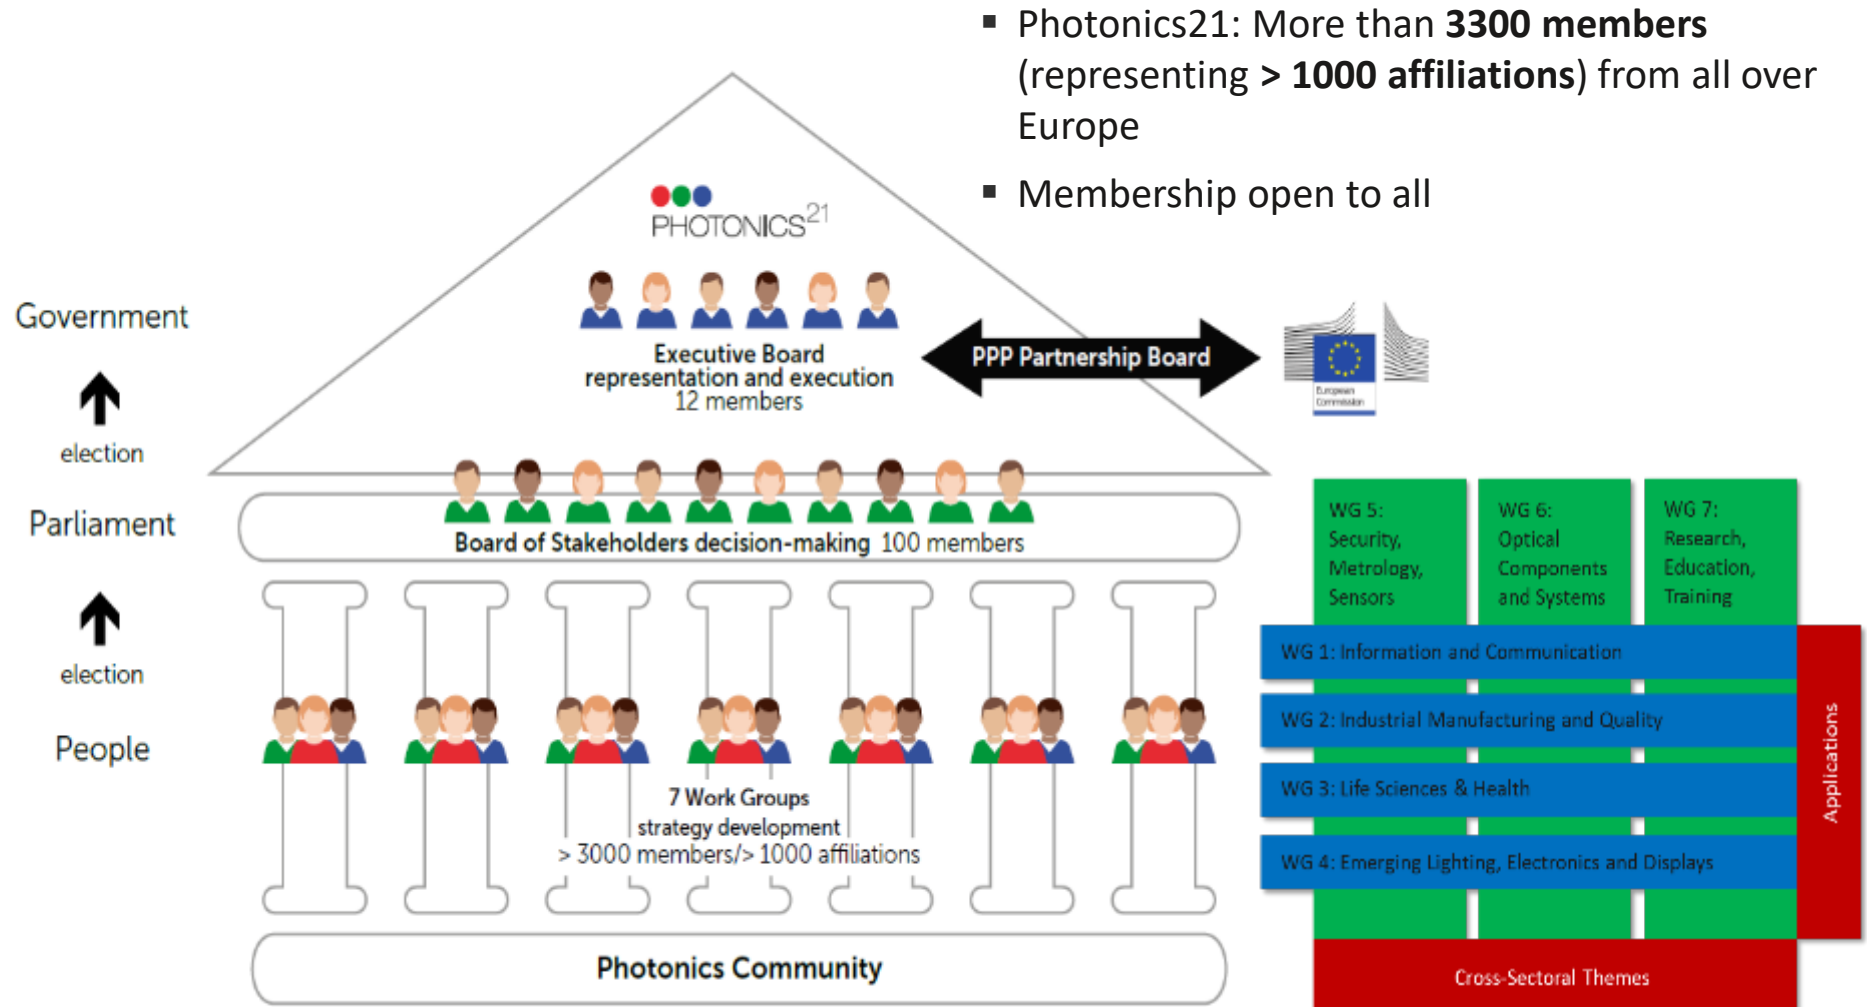 ▪ Photonics21: More than 3300 members
(representing > 1000 affiliations) from all over
Europe
▪ Membership open to all
PHOTONICS21
Government
Executive Board
representation and execution
12 members
PPP Partnership Board
European
Commission
election
Parliament
Board of Stakeholders decision-making 100 members
election
People
7 Work Groups
strategy development
> 3000 members/> 1000 affiliations
Photonics Community
WG 5:
Security,
Metrology,
Sensors
WG 6:
Optical
Components
and Systems
WG 7:
Research,
Education,
Training
WG 1: Information and Communication
WG 2: Industrial Manufacturing and Quality
WG 3: Life Sciences & Health
WG 4: Emerging Lighting, Electronics and Displays
Applications
Cross-Sectoral Themes